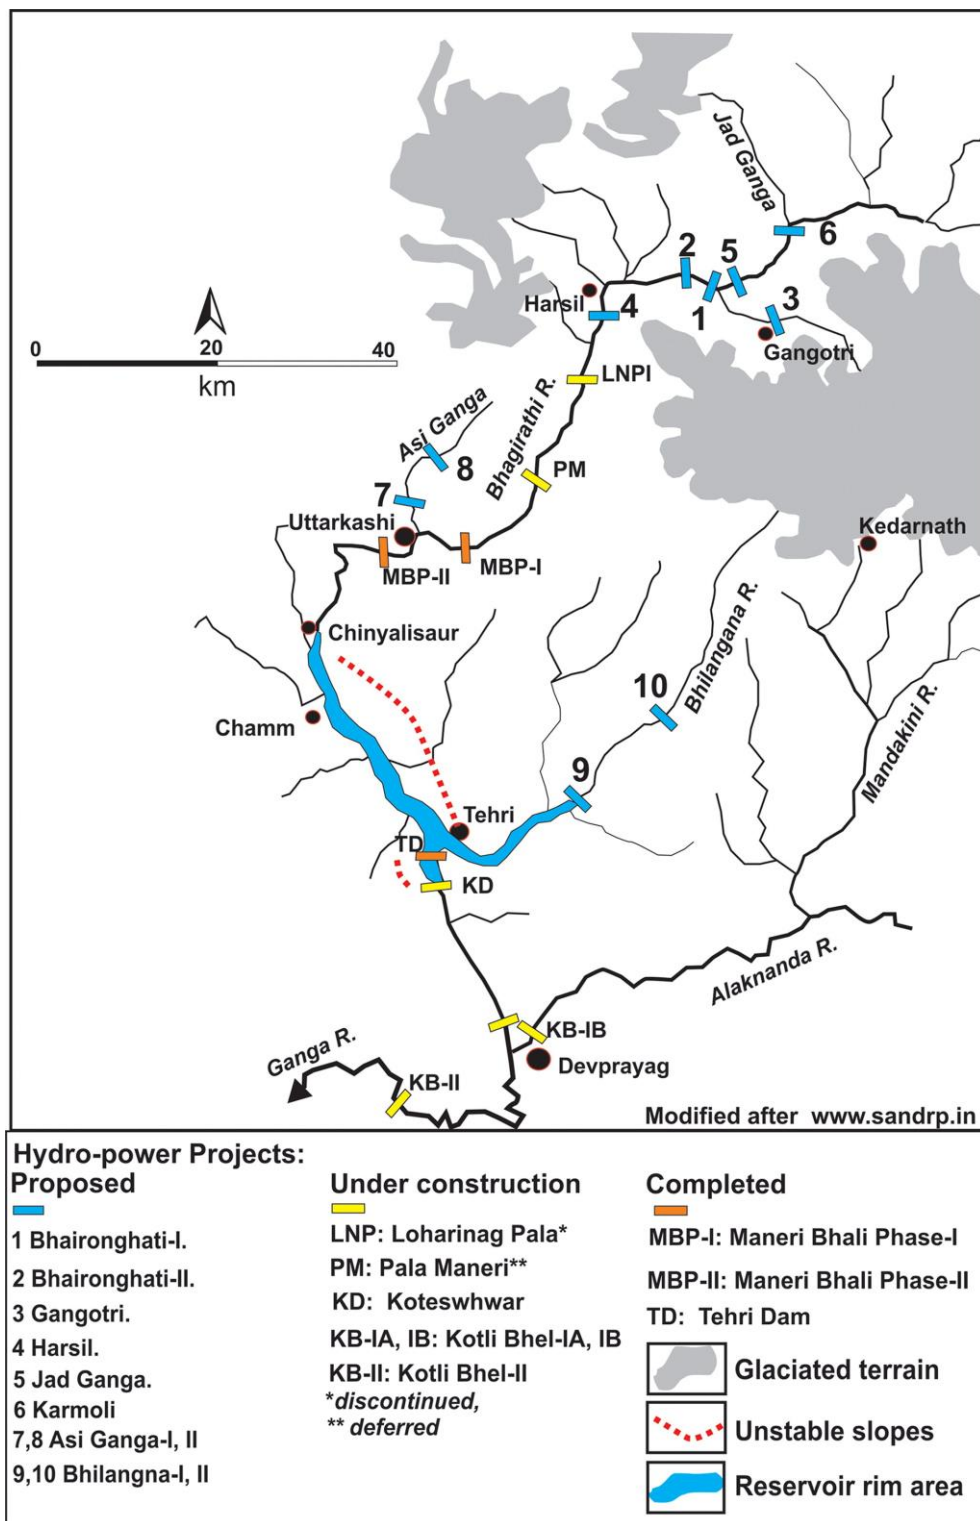 Jad Ganga
6
2
5
Harsil
4
1
3
Gangotri
0
20
40
km
LNPI
Bhagirathi R.
Asi Ganga
8
PM
7
Uttarkashi
Kedarnath
MBP-II
MBP-I
Chinyalisaur
Bhilangana R.
10
Chamm
Mandakini R.
9
Tehri
TD
KD
Alaknanda R.
KB-IB
Ganga R.
Devprayag
KB-II
Modified after www.sandrp.in
Hydro-power Projects:
Proposed
1 Bhaironghati-I.
2 Bhaironghati-II.
3 Gangotri.
4 Harsil.
5 Jad Ganga.
6 Karmoli
7,8 Asi Ganga-I, II
9,10 Bhilangna-I, II
Under construction
LNP: Loharinag Pala*
PM: Pala Maneri**
KD: Koteswhwar
KB-IA, IB: Kotli Bhel-IA, IB
KB-II: Kotli Bhel-II
*discontinued,
** deferred
Completed
MBP-I: Maneri Bhali Phase-I
MBP-II: Maneri Bhali Phase-II
TD: Tehri Dam
Glaciated terrain
Unstable slopes
Reservoir rim area